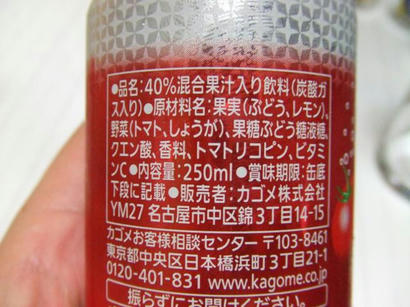 ●品名:40%混合果汁入り飲料(炭酸ガ
ス入り)●原材料名:果実(ぶどう、レモン)、
野菜(トマト、しょうが)、果糖ぶどう糖液糖、
クエン酸、香料、トマトリコピン、ビタミ
ンC●内容量:250ml●賞味期限:缶底
下段に記載●販売者:カゴメ株式会社
YM27 名古屋市中区錦3丁目14-15
カゴメお客様相談センター 〒103-8461
東京都中央区日本橋浜町3丁目21-1
0120-401-831 www.kagome.co.jp
振らずにお開けください。